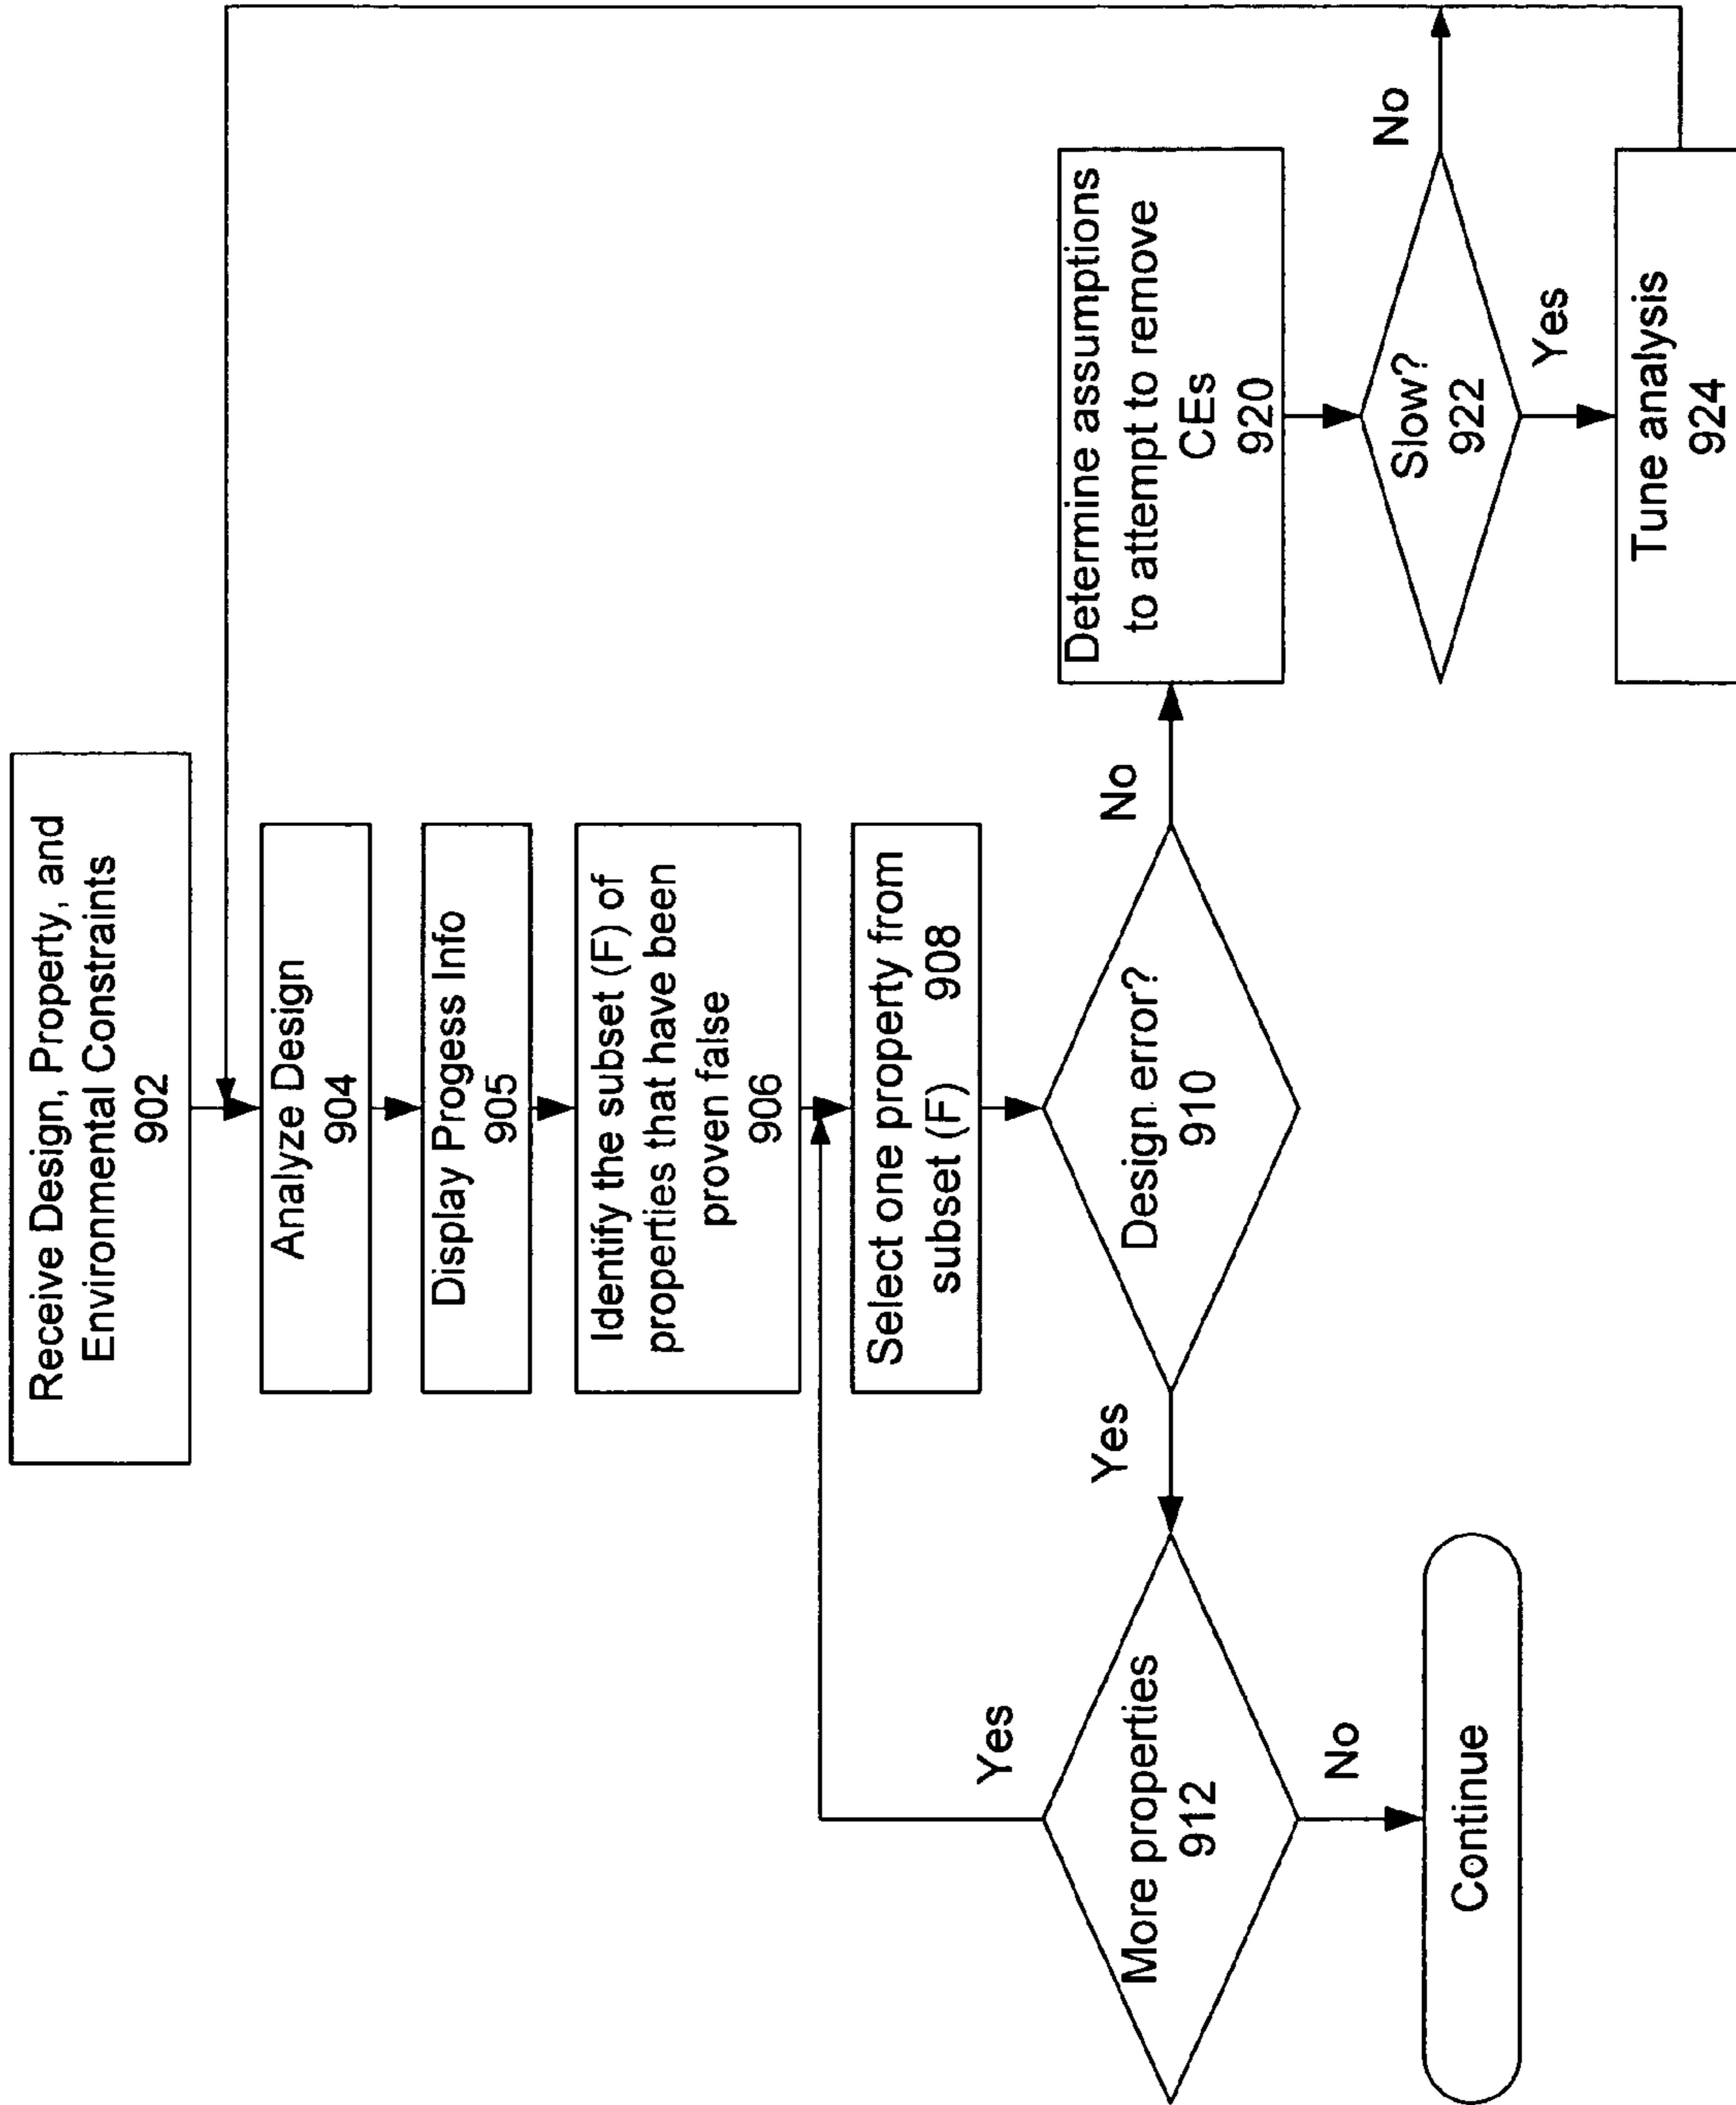 Receive Design, Property, and
Environmental Constraints
902
Analyze Design
904
Display Progess Info
905
Identify the subset (F) of
properties that have been
proven false
906
Select one property from
subset (F) 908
Design error?
910
Yes
No
More properties
912
Yes
No
Continue
Determine assumptions
to attempt to remove
CEs
920
Slow?
922
No
Yes
Tune analysis
924